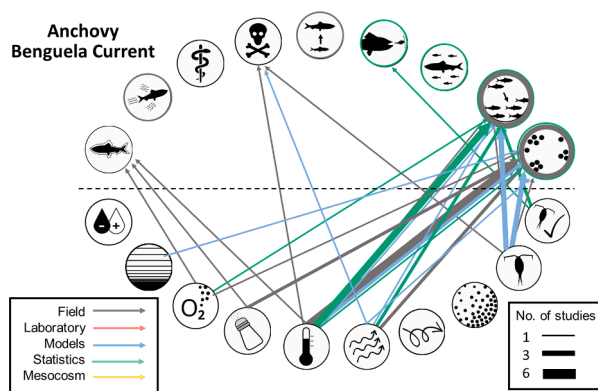 Anchovy
Benguela Current
O2
Field
Laboratory
Models
Statistics
Mesocosm
No. of studies
1
3
6